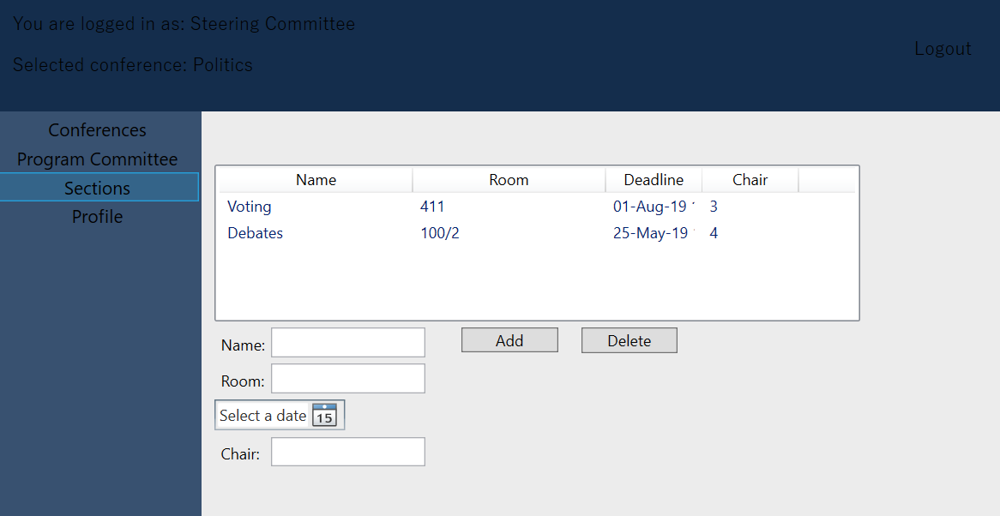 You are logged in as: Steering Committee
Logout
Selected conference: Politics
Conferences
Program Committee
Sections
Profile
Name Room Deadline Chair
Voting 411 01-Aug-19 3
Debates 100/2 25-May-19 4
Name: Add Delete
Room:
Select a date 15
Chair: